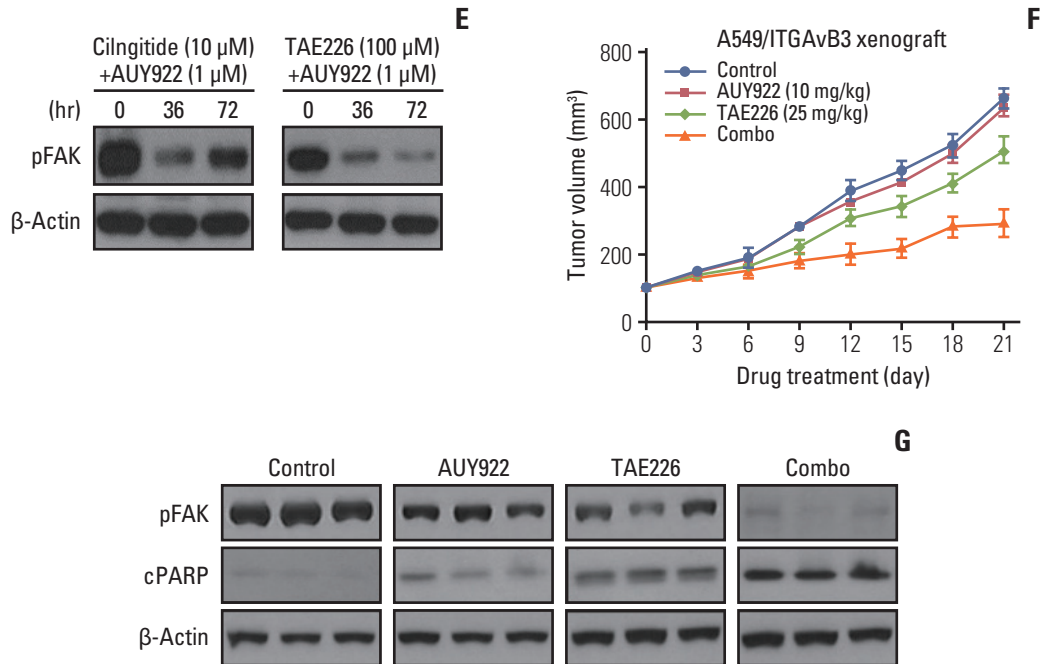 E
Cilngitide (10 µM)
+AUY922 (1 µM)
TAE226 (100 µM)
+AUY922 (1 µM)
(hr) 0 36 72 0 36 72
pFAK
β-Actin
F
A549/ITGAvB3 xenograft
Control
AUY922 (10 mg/kg)
TAE226 (25 mg/kg)
Combo
Tumor volume (mm³)
800
600
400
200
0
0 3 6 9 12 15 18 21
Drug treatment (day)
G
Control AUY922 TAE226 Combo
pFAK
cPARP
β-Actin